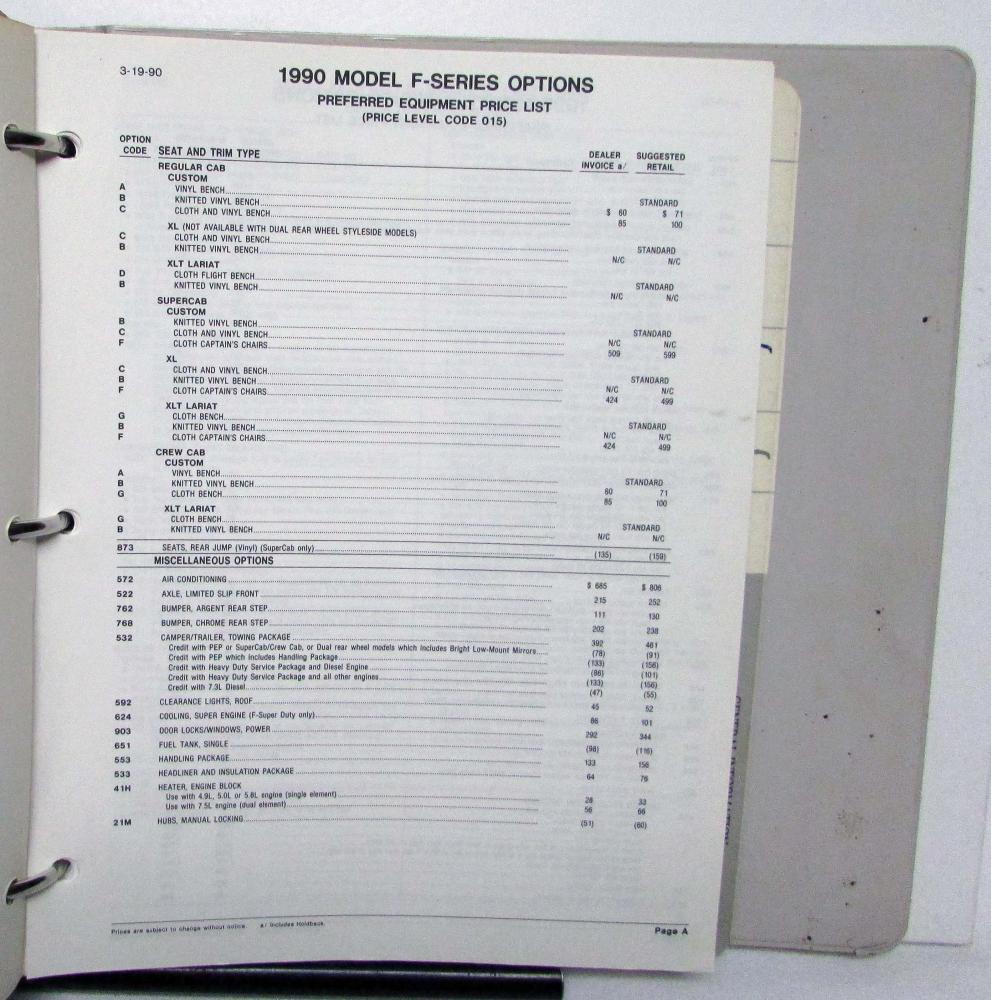 3-19-90
1990 MODEL F-SERIES OPTIONS
PREFERRED EQUIPMENT PRICE LIST
(PRICE LEVEL CODE 015)
OPTION CODE SEAT AND TRIM TYPE DEALER INVOICE a/ SUGGESTED RETAIL
REGULAR CAB
CUSTOM
A VINYL BENCH STANDARD
B KNITTED VINYL BENCH $ 60 $ 71
C CLOTH AND VINYL BENCH 85 100
XL (NOT AVAILABLE WITH DUAL REAR WHEEL STYLESIDE MODELS)
C CLOTH AND VINYL BENCH STANDARD
B KNITTED VINYL BENCH N/C N/C
XLT LARIAT
D CLOTH FLIGHT BENCH STANDARD
B KNITTED VINYL BENCH N/C N/C
SUPERCAB
CUSTOM
B KNITTED VINYL BENCH STANDARD
C CLOTH AND VINYL BENCH N/C N/C
F CLOTH CAPTAIN'S CHAIRS 509 599
XL
C CLOTH AND VINYL BENCH STANDARD
B KNITTED VINYL BENCH N/C N/C
F CLOTH CAPTAIN'S CHAIRS 424 499
XLT LARIAT
G CLOTH BENCH STANDARD
B KNITTED VINYL BENCH N/C N/C
F CLOTH CAPTAIN'S CHAIRS 424 499
CREW CAB
CUSTOM
A VINYL BENCH STANDARD
B KNITTED VINYL BENCH 60 71
G CLOTH BENCH 85 100
XLT LARIAT
G CLOTH BENCH STANDARD
B KNITTED VINYL BENCH N/C N/C
873 SEATS, REAR JUMP (Vinyl) (SuperCab only) (135) (159)
MISCELLANEOUS OPTIONS
572 AIR CONDITIONING $ 685 $ 806
522 AXLE, LIMITED SLIP FRONT 215 252
762 BUMPER, ARGENT REAR STEP 111 130
768 BUMPER, CHROME REAR STEP 202 238
532 CAMPER/TRAILER, TOWING PACKAGE 392 461
Credit with PEP or SuperCab/Crew Cab, or Dual rear wheel models which includes Bright Low-Mount Mirrors (78) (91)
Credit with PEP which includes Handling Package (133) (156)
Credit with Heavy Duty Service Package and Diesel Engine (86) (101)
Credit with Heavy Duty Service Package and all other engines (133) (156)
Credit with 7.3L Diesel (47) (55)
592 CLEARANCE LIGHTS, ROOF 45 52
624 COOLING, SUPER ENGINE (F-Super Duty only) 86 101
903 DOOR LOCKS/WINDOWS, POWER 292 344
651 FUEL TANK, SINGLE (98) (116)
553 HANDLING PACKAGE 133 156
533 HEADLINER AND INSULATION PACKAGE 64 76
41H HEATER, ENGINE BLOCK
Use with 4.9L, 5.0L or 5.8L engine (single element) 28 33
Use with 7.5L engine (dual element) 56 66
21M HUBS, MANUAL LOCKING (51) (60)
Prices are subject to change without notice. a/ Includes Holdback. Page A